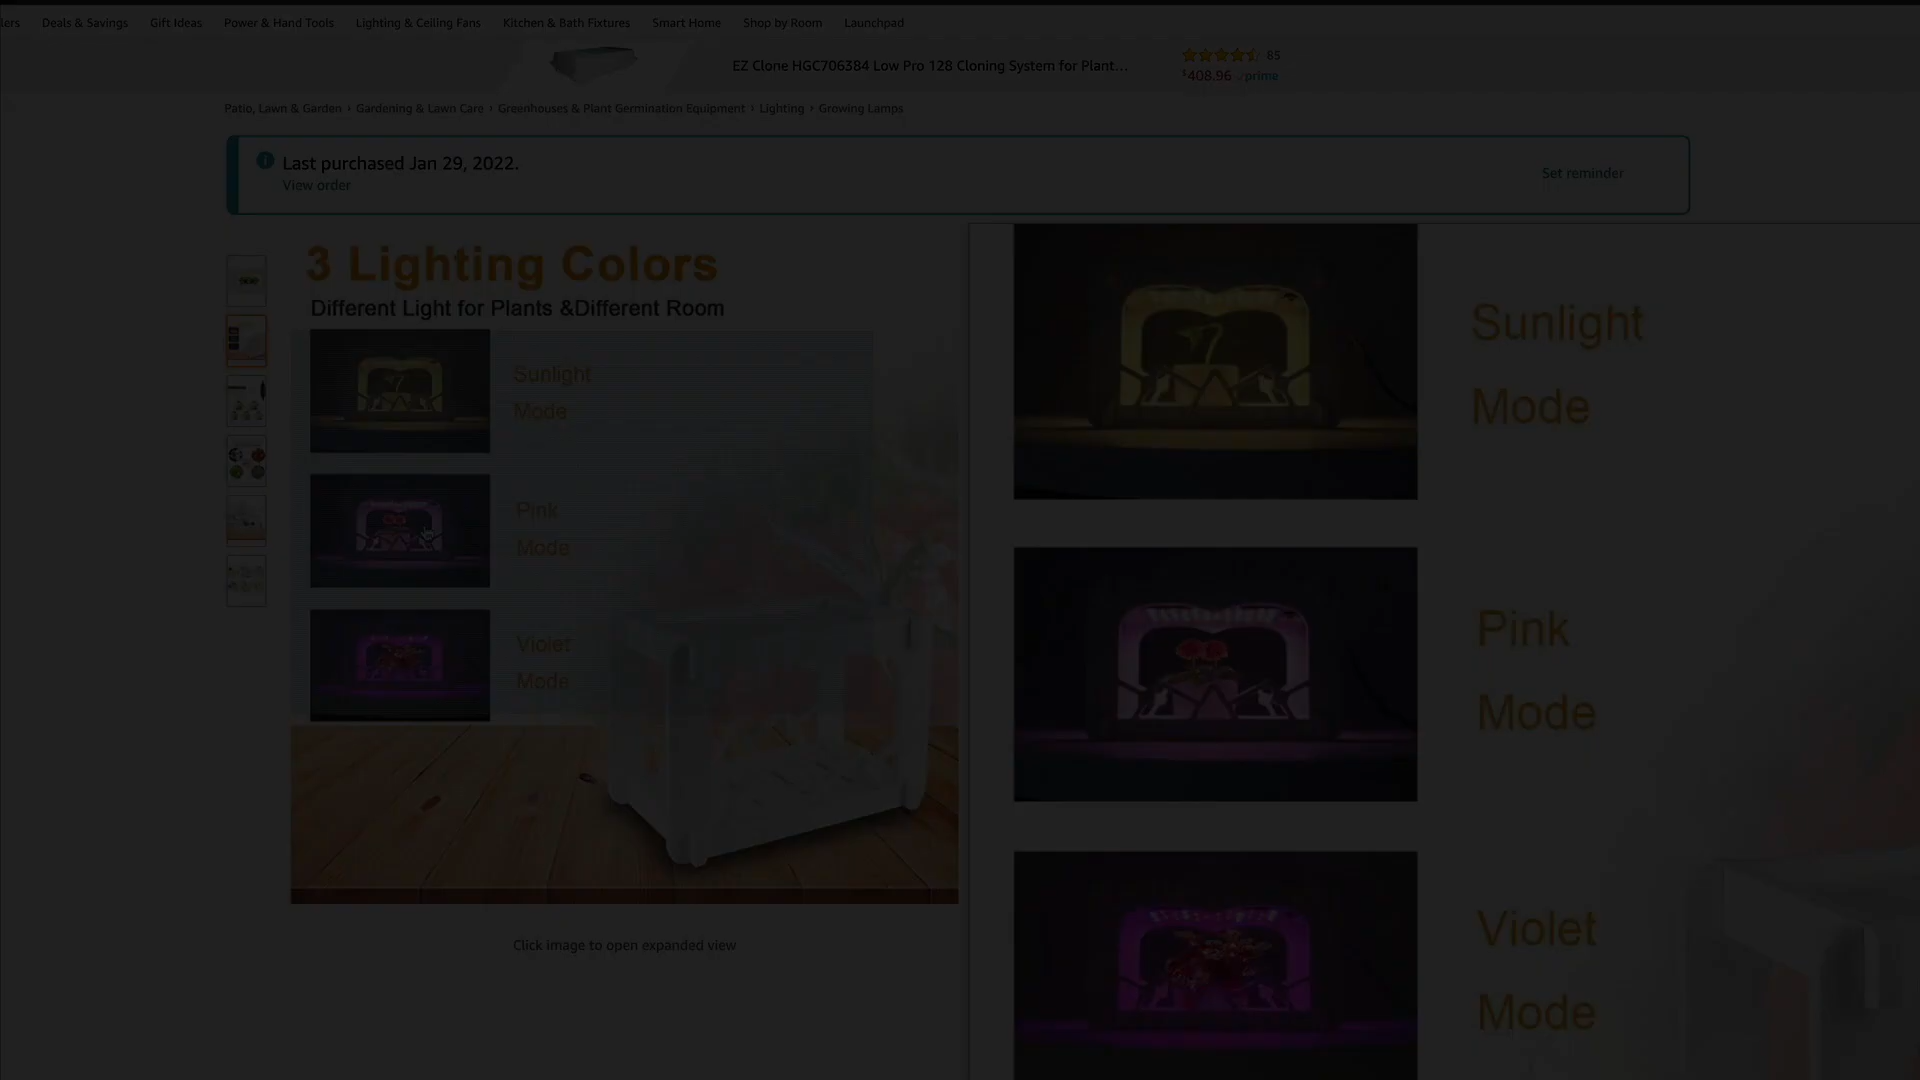 lers Deals & Savings Gift Ideas Power & Hand Tools Lighting & Ceiling Fans Kitchen & Bath Fixtures Smart Home Shop by Room Launchpad
EZ Clone HGC706384 Low Pro 128 Cloning System for Plant…
65
$408.96 prime
Patio, Lawn & Garden › Gardening & Lawn Care › Greenhouses & Plant Germination Equipment › Lighting › Growing Lamps
Last purchased Jan 29, 2022.
View order
Set reminder
3 Lighting Colors
Different Light for Plants &Different Room
Sunlight
Mode
Pink
Mode
Violet
Mode
Click image to open expanded view
Sunlight
Mode
Pink
Mode
Violet
Mode